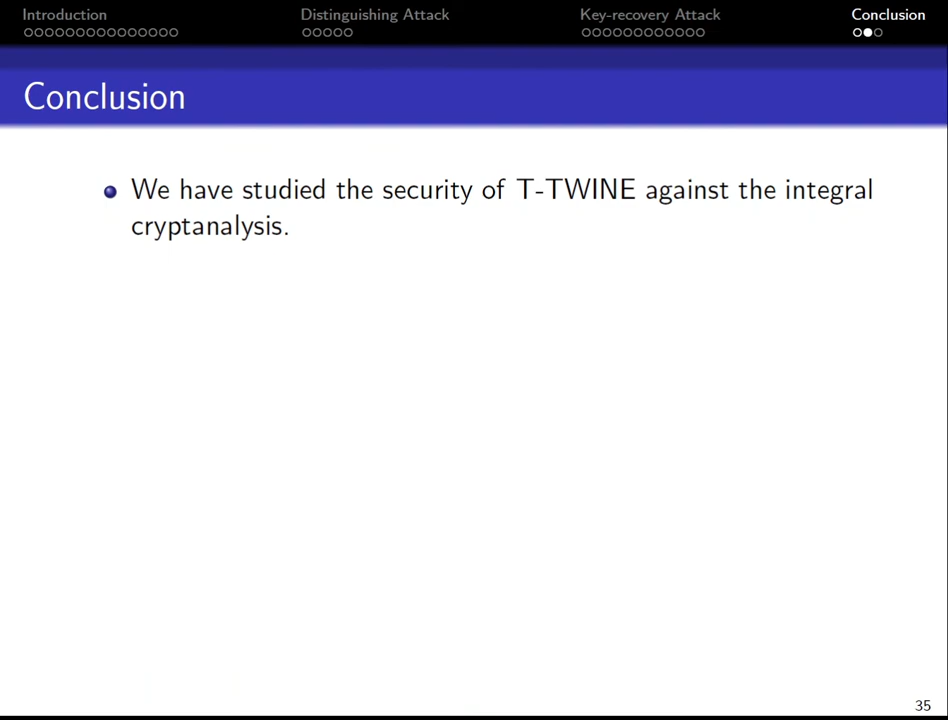 Introduction
Distinguishing Attack
Key-recovery Attack
Conclusion
Conclusion
We have studied the security of T-TWINE against the integral
cryptanalysis.
35